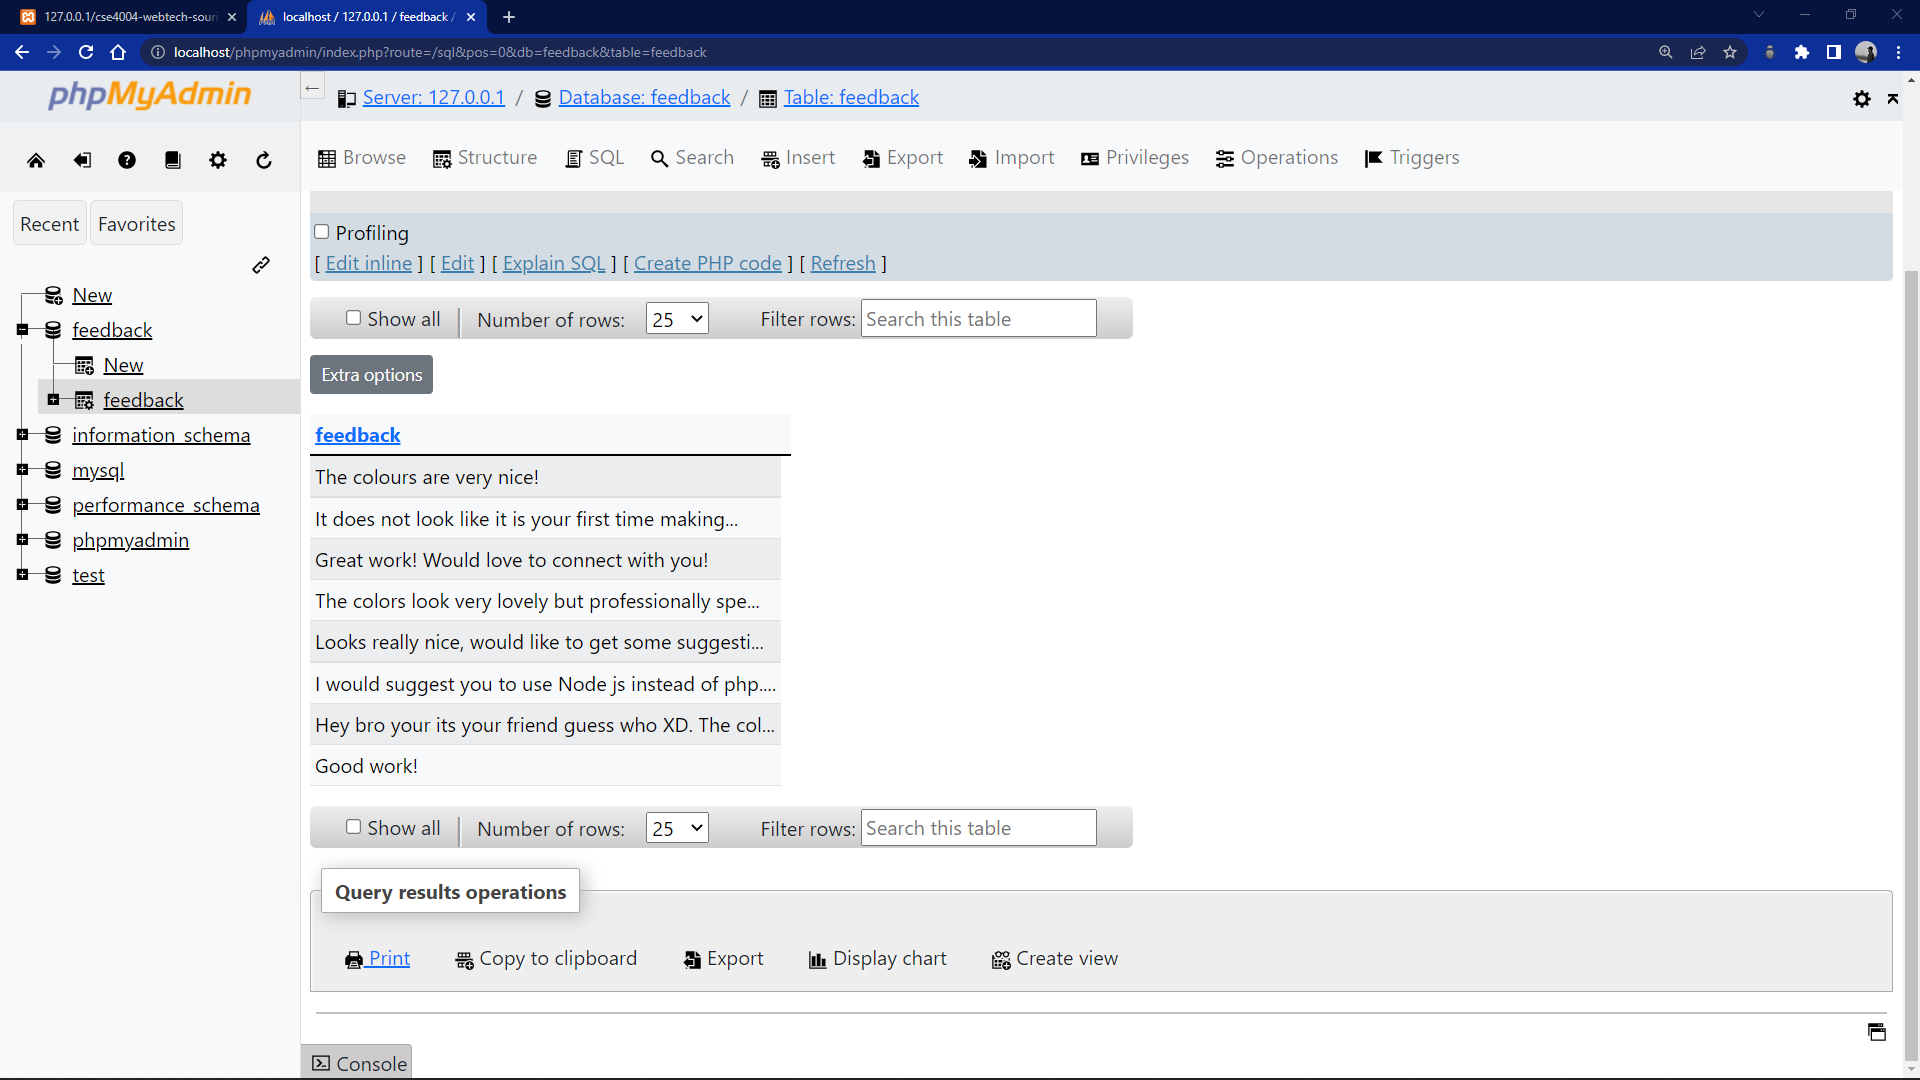 127.0.0.1/cse4004-webtech-souri
localhost / 127.0.0.1 / feedback /
localhost/phpmyadmin/index.php?route=/sql&pos=0&db=feedback&table=feedback
phpMyAdmin
Server: 127.0.0.1 / Database: feedback / Table: feedback
Browse Structure SQL Search Insert Export Import Privileges Operations Triggers
Recent Favorites
New
feedback
New
feedback
information_schema
mysql
performance_schema
phpmyadmin
test
Profiling
[ Edit inline ] [ Edit ] [ Explain SQL ] [ Create PHP code ] [ Refresh ]
Show all Number of rows: 25 Filter rows: Search this table
Extra options
feedback
The colours are very nice!
It does not look like it is your first time making...
Great work! Would love to connect with you!
The colors look very lovely but professionally spe...
Looks really nice, would like to get some suggesti...
I would suggest you to use Node js instead of php....
Hey bro your its your friend guess who XD. The col...
Good work!
Show all Number of rows: 25 Filter rows: Search this table
Query results operations
Print Copy to clipboard Export Display chart Create view
Console